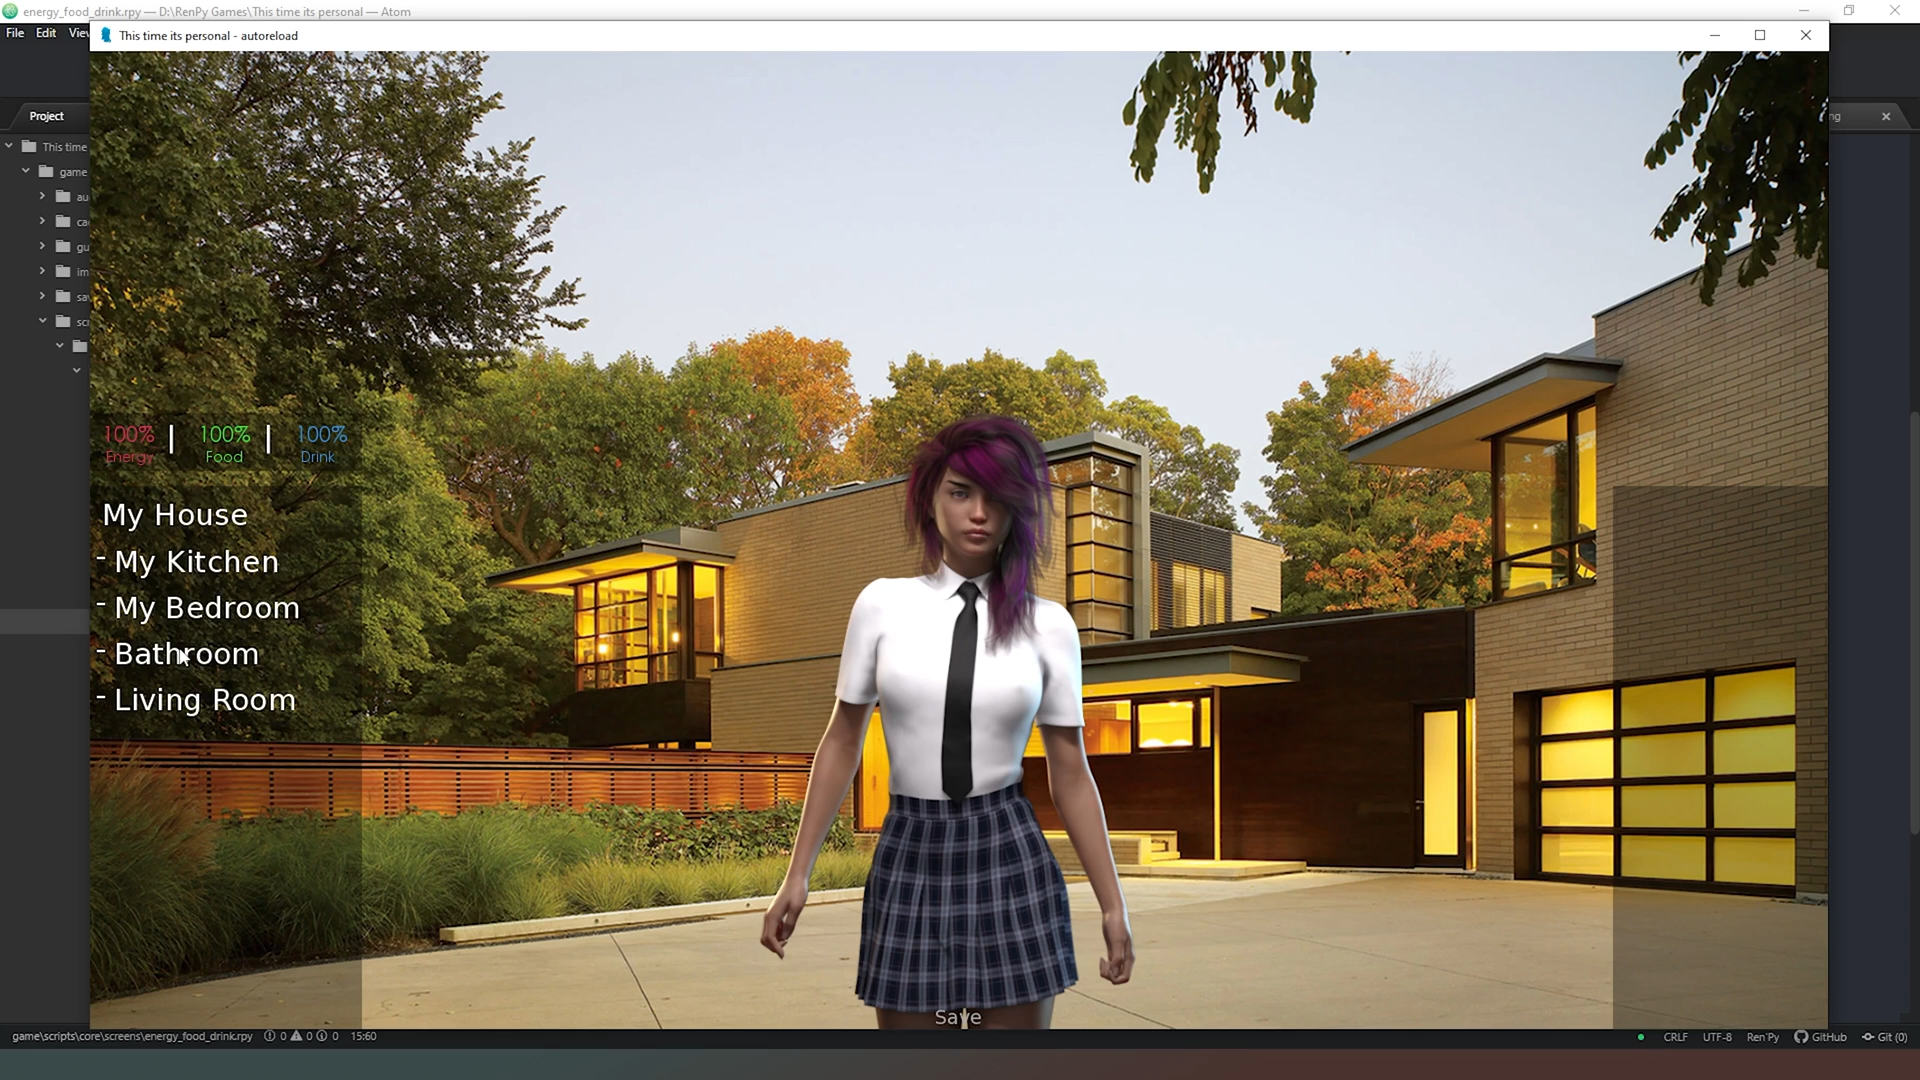 energy_food_drink.rpy — D:\RenPy Games\This time its personal — Atom
File Edit View
This time its personal - autoreload
Project
This time
game
100% | 100% | 100%
Energy Food Drink
My House
- My Kitchen
- My Bedroom
- Bathroom
- Living Room
Save
game\scripts\core\screens\energy_food_drink.rpy 0 0 0 15:60 CRLF UTF-8 Ren'Py GitHub Git (0)